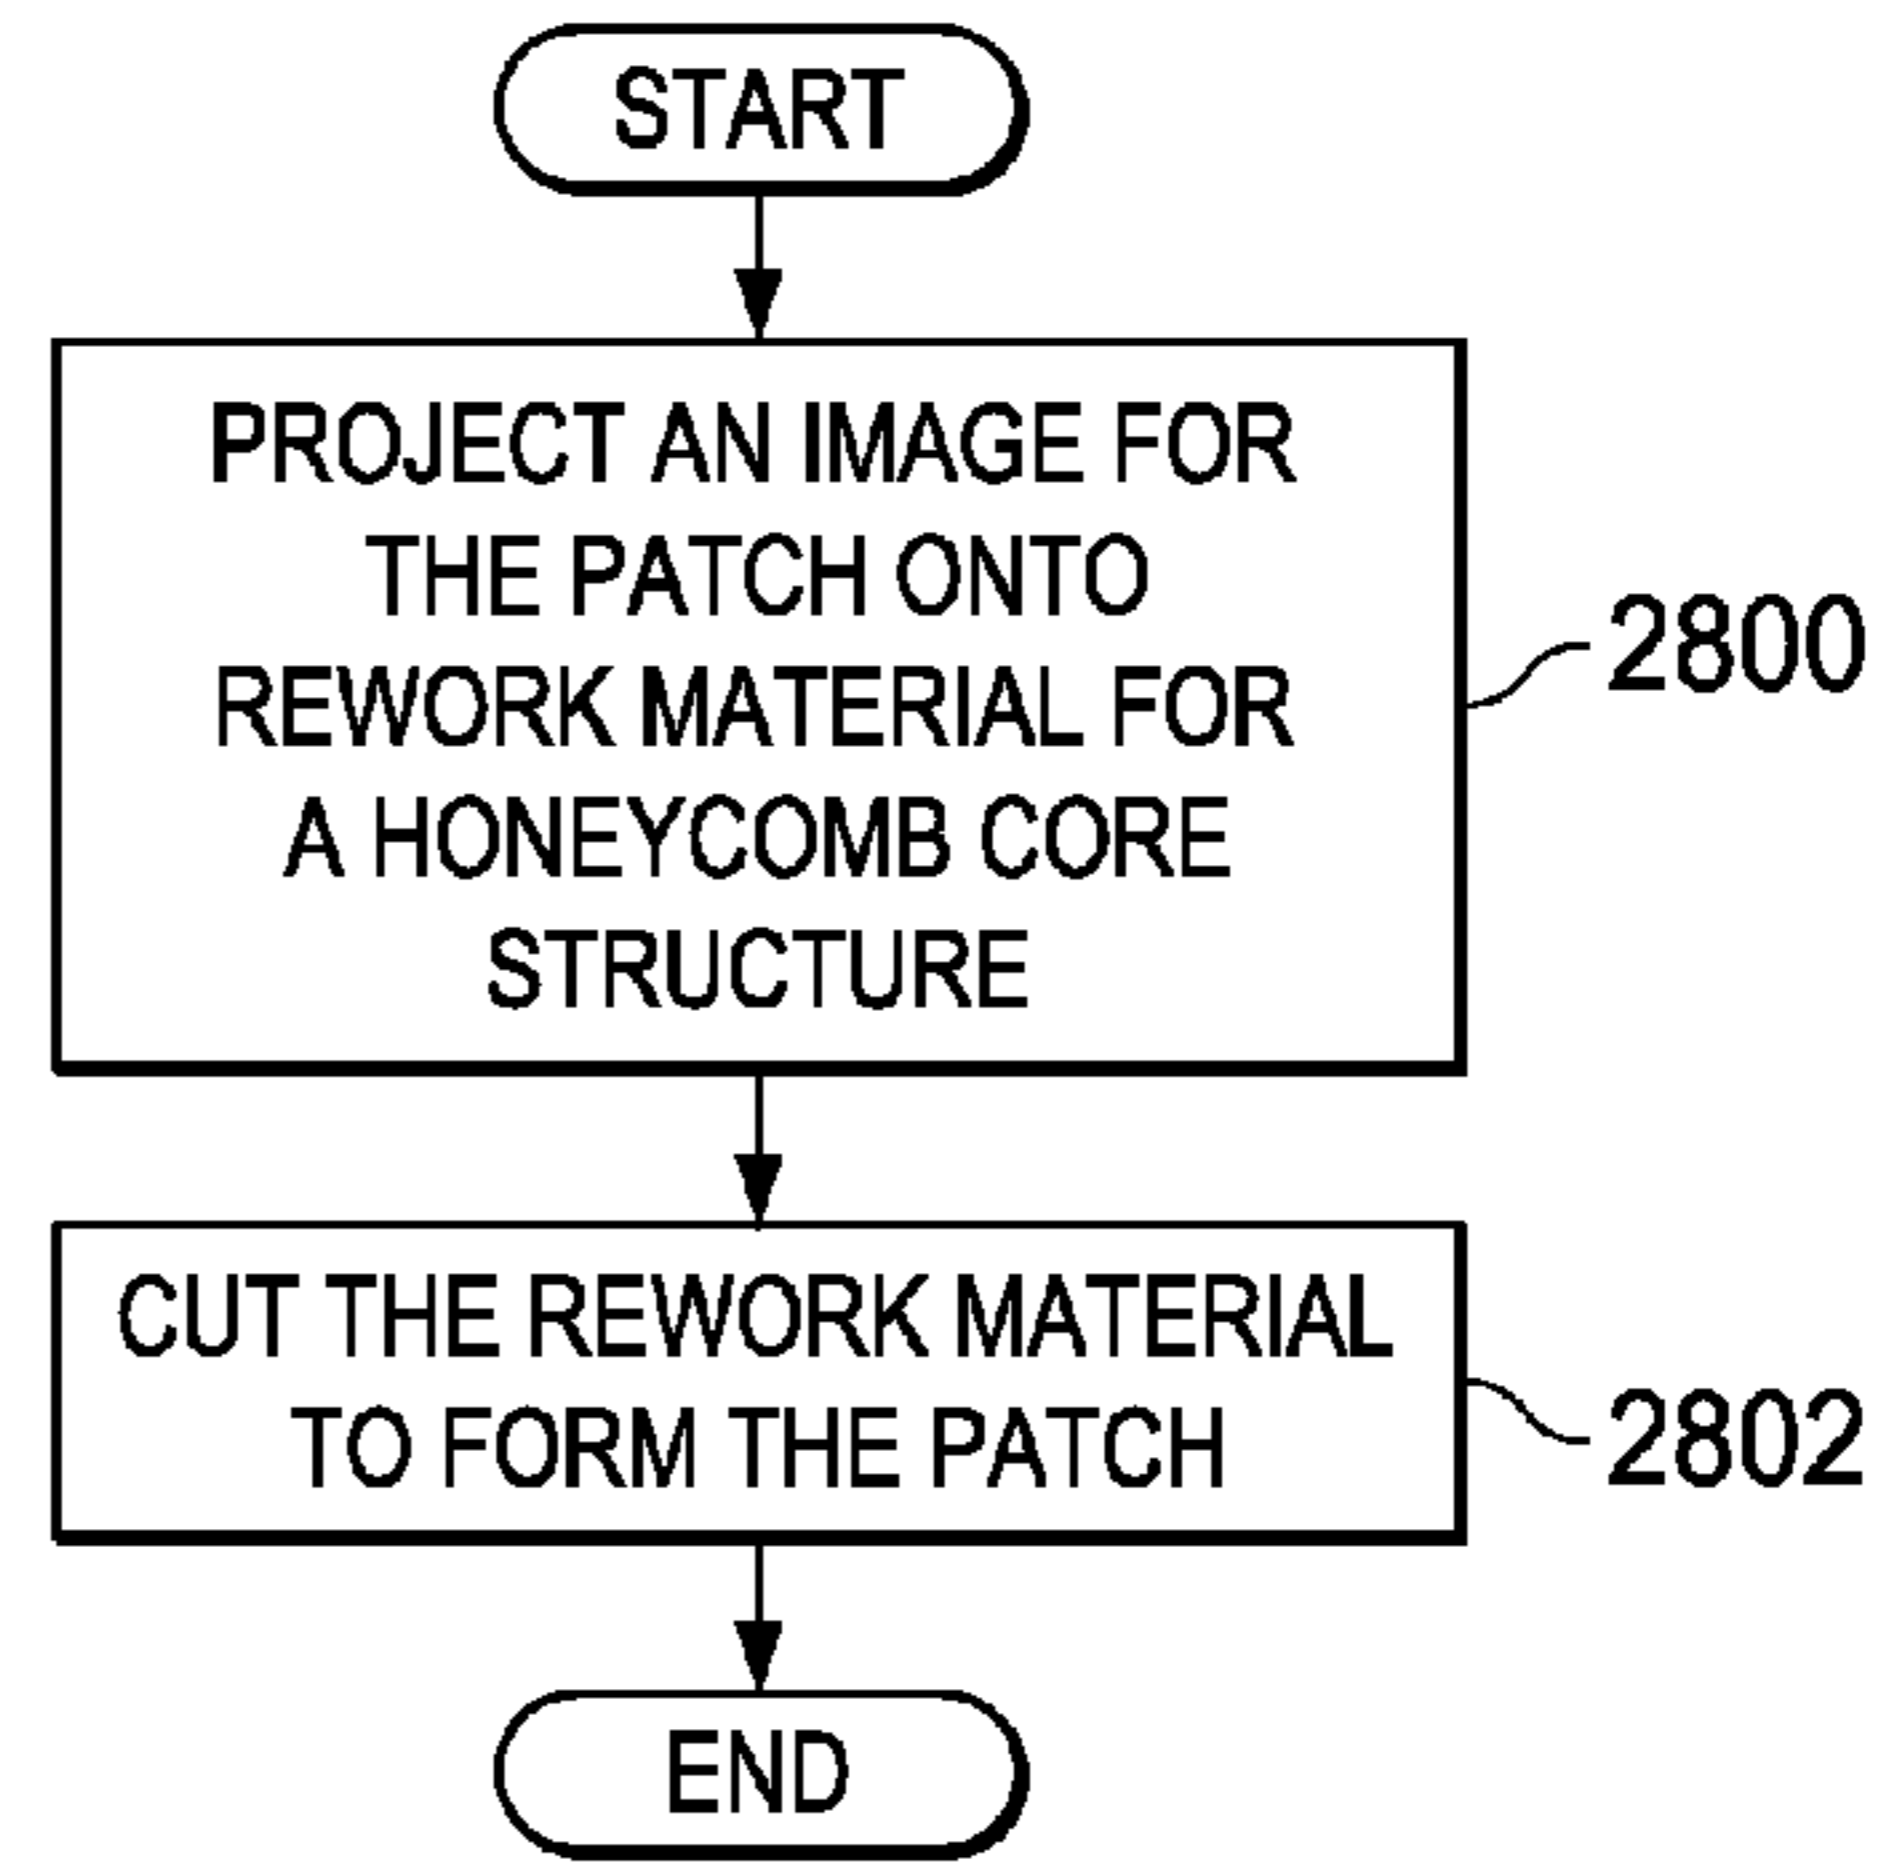 START
PROJECT AN IMAGE FOR
THE PATCH ONTO
REWORK MATERIAL FOR
A HONEYCOMB CORE
STRUCTURE
2800
CUT THE REWORK MATERIAL
TO FORM THE PATCH
2802
END